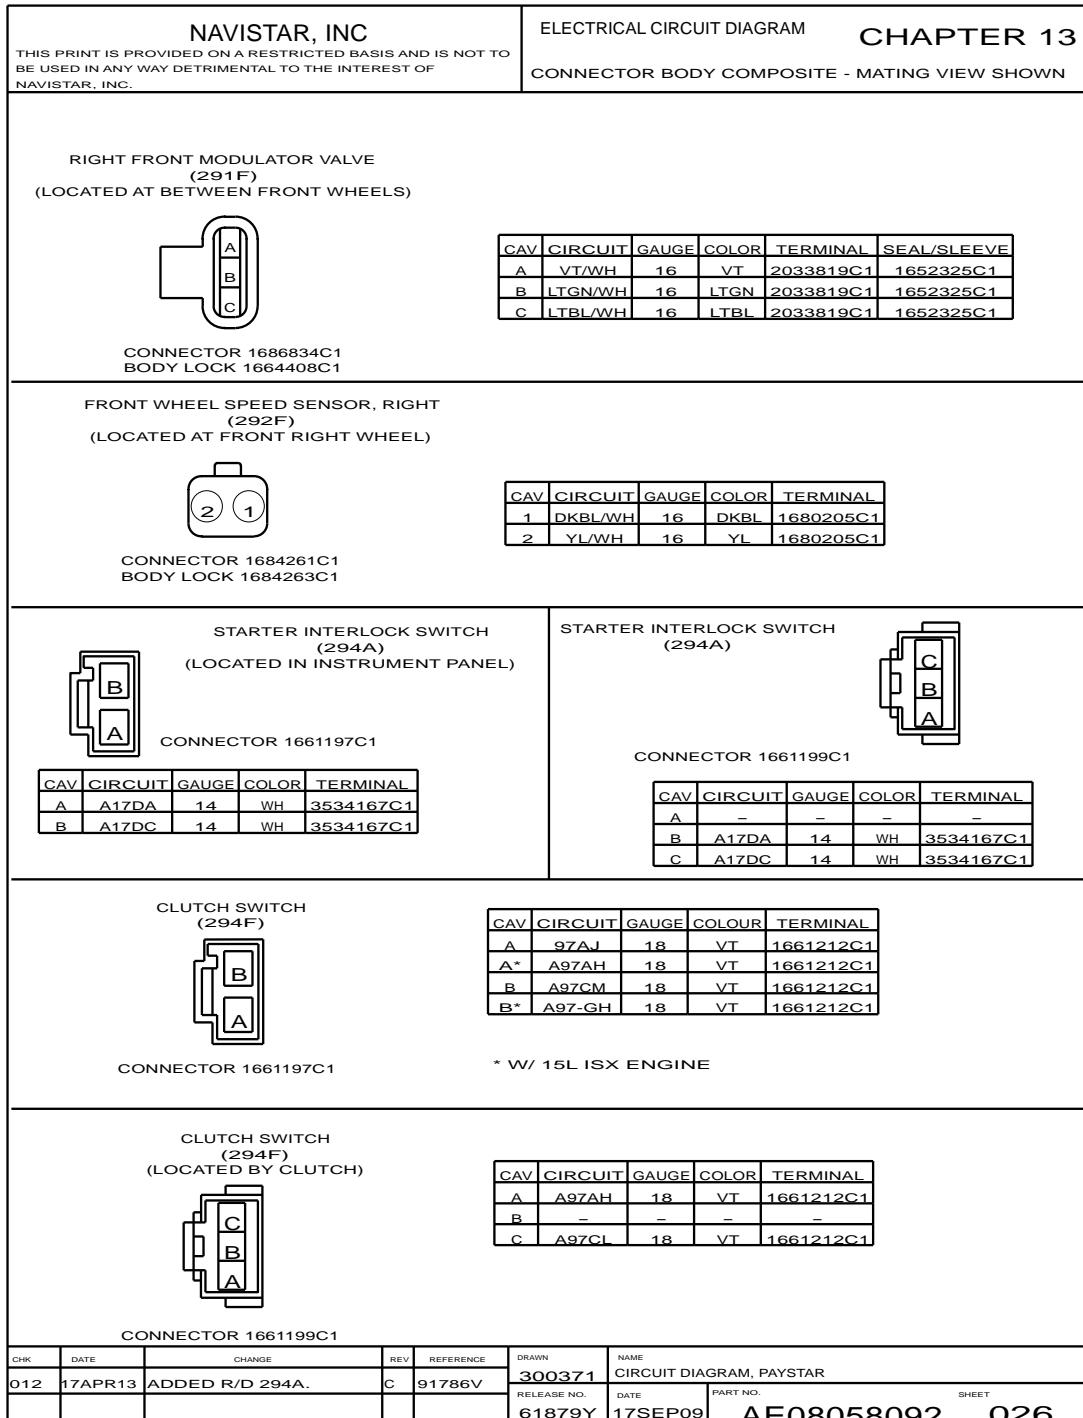 NAVISTAR, INC
THIS PRINT IS PROVIDED ON A RESTRICTED BASIS AND IS NOT TO
BE USED IN ANY WAY DETRIMENTAL TO THE INTEREST OF
NAVISTAR, INC.
ELECTRICAL CIRCUIT DIAGRAM CHAPTER 13
CONNECTOR BODY COMPOSITE - MATING VIEW SHOWN
RIGHT FRONT MODULATOR VALVE
(291F)
(LOCATED AT BETWEEN FRONT WHEELS)
A
B
C
CONNECTOR 1686834C1
BODY LOCK 1664408C1
CAV CIRCUIT GAUGE COLOR TERMINAL SEAL/SLEEVE
A VT/WH 16 VT 2033819C1 1652325C1
B LTGN/WH 16 LTGN 2033819C1 1652325C1
C LTBL/WH 16 LTBL 2033819C1 1652325C1
FRONT WHEEL SPEED SENSOR, RIGHT
(292F)
(LOCATED AT FRONT RIGHT WHEEL)
2 1
CONNECTOR 1684261C1
BODY LOCK 1684263C1
CAV CIRCUIT GAUGE COLOR TERMINAL
1 DKBL/WH 16 DKBL 1680205C1
2 YL/WH 16 YL 1680205C1
STARTER INTERLOCK SWITCH
(294A)
(LOCATED IN INSTRUMENT PANEL)
B
A
CONNECTOR 1661197C1
CAV CIRCUIT GAUGE COLOR TERMINAL
A A17DA 14 WH 3534167C1
B A17DC 14 WH 3534167C1
STARTER INTERLOCK SWITCH
(294A)
C
B
A
CONNECTOR 1661199C1
CAV CIRCUIT GAUGE COLOR TERMINAL
A – – – –
B A17DA 14 WH 3534167C1
C A17DC 14 WH 3534167C1
CLUTCH SWITCH
(294F)
B
A
CONNECTOR 1661197C1
CAV CIRCUIT GAUGE COLOUR TERMINAL
A 97AJ 18 VT 1661212C1
A* A97AH 18 VT 1661212C1
B A97CM 18 VT 1661212C1
B* A97-GH 18 VT 1661212C1
* W/ 15L ISX ENGINE
CLUTCH SWITCH
(294F)
(LOCATED BY CLUTCH)
C
B
A
CONNECTOR 1661199C1
CAV CIRCUIT GAUGE COLOR TERMINAL
A A97AH 18 VT 1661212C1
B – – – –
C A97CL 18 VT 1661212C1
CHK DATE CHANGE REV REFERENCE
012 17APR13 ADDED R/D 294A. C 91786V
DRAWN
300371
NAME
CIRCUIT DIAGRAM, PAYSTAR
RELEASE NO.
61879Y
DATE
17SEP09
PART NO.
AE08058092
SHEET
026